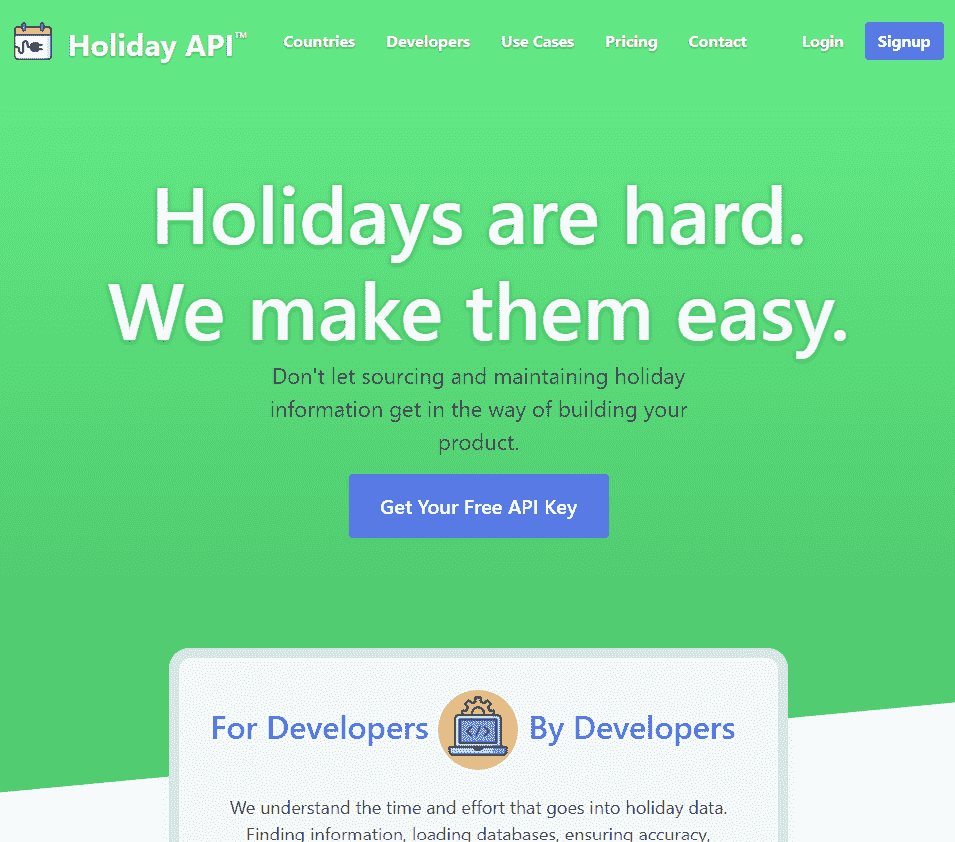 Holiday API™
Countries Developers Use Cases Pricing Contact Login Signup
Holidays are hard.
We make them easy.
Don't let sourcing and maintaining holiday
information get in the way of building your
product.
Get Your Free API Key
For Developers </> By Developers
We understand the time and effort that goes into holiday data.
Finding information, loading databases, ensuring accuracy,